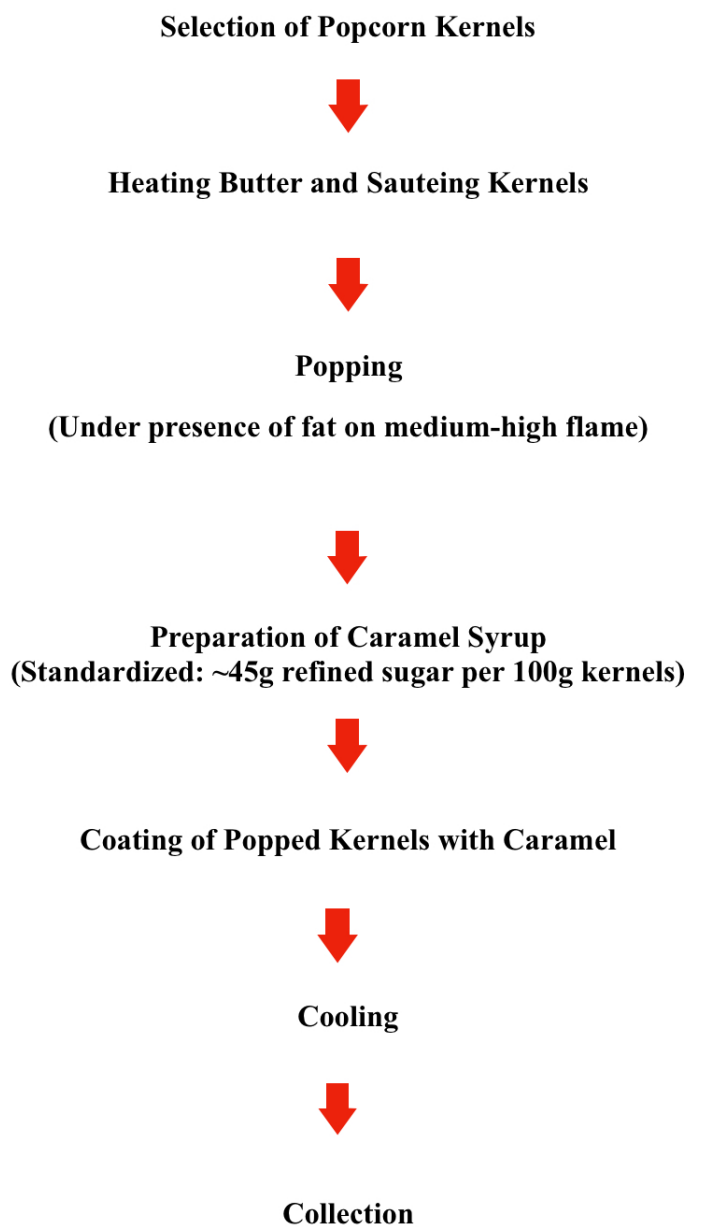 Selection of Popcorn Kernels
Heating Butter and Sauteing Kernels
Popping
(Under presence of fat on medium-high flame)
Preparation of Caramel Syrup
(Standardized: ~45g refined sugar per 100g kernels)
Coating of Popped Kernels with Caramel
Cooling
Collection